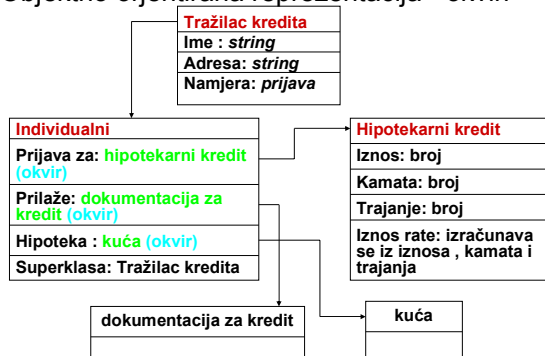 Objektno orijentirana reprezentacija - okvir
Tražilac kredita
Ime : string
Adresa: string
Namjera: prijava
Individualni
Prijava za: hipotekarni kredit
(okvir)
Prilaže: dokumentacija za
kredit (okvir)
Hipoteka : kuća (okvir)
Superklasa: Tražilac kredita
Hipotekarni kredit
Iznos: broj
Kamata: broj
Trajanje: broj
Iznos rate: izračunava
se iz iznosa , kamata i
trajanja
dokumentacija za kredit
kuća